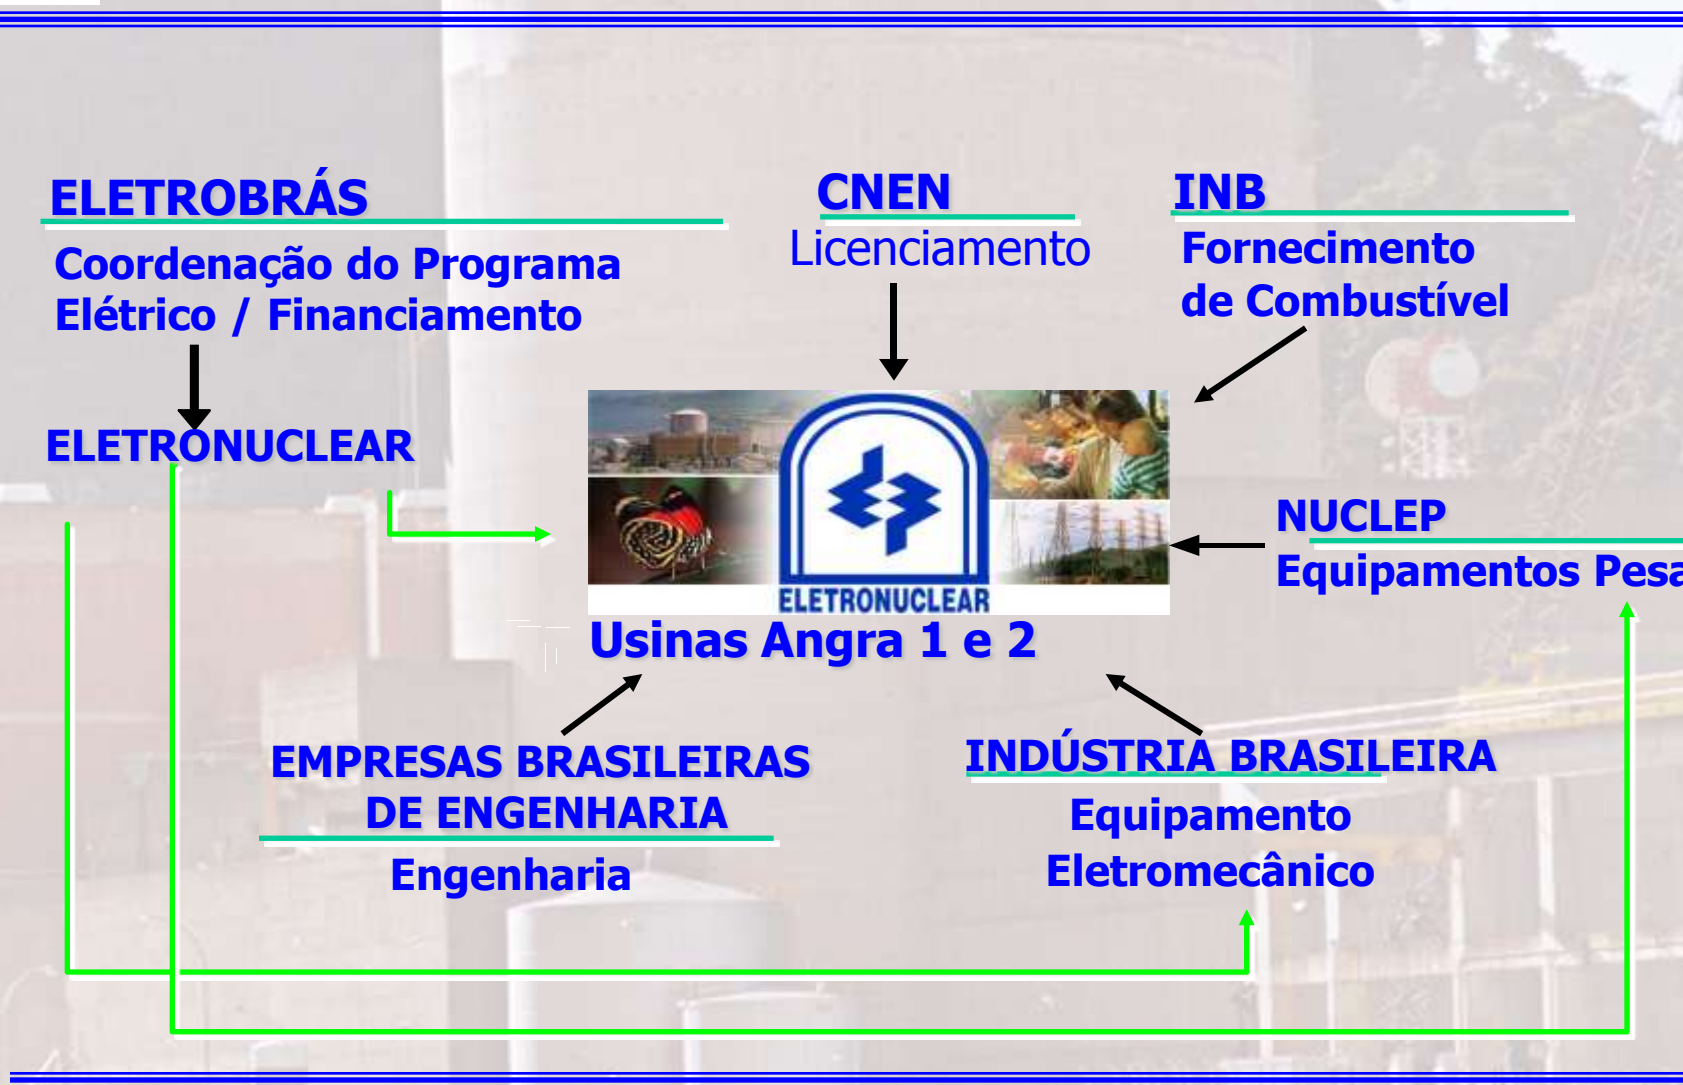 ELETROBRÁS
Coordenação do Programa
Elétrico / Financiamento
ELETRONUCLEAR
CNEN
Licenciamento
INB
Fornecimento
de Combustível
ELETRONUCLEAR
Usinas Angra 1 e 2
NUCLEP
Equipamentos
EMPRESAS BRASILEIRAS
DE ENGENHARIA
Engenharia
INDÚSTRIA BRASILEIRA
Equipamento
Eletromecânico